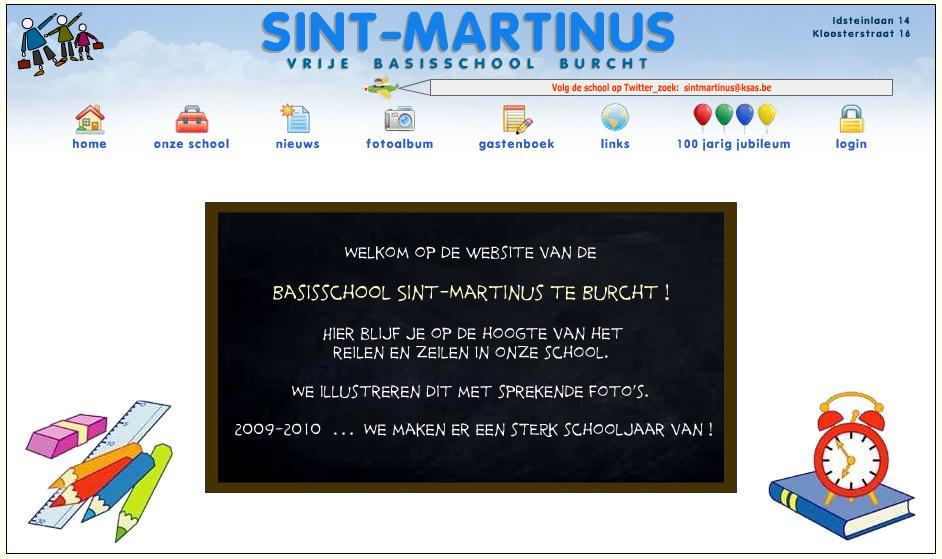 SINT-MARTINUS
VRIJE BASISSCHOOL BURCHT
Idsteinlaan 14
Kloosterstraat 16
Volg de school op Twitter_zoek: sintmartinus@ksas.be
home onze school nieuws fotoalbum gastenboek links 100 jarig jubileum login
WELKOM OP DE WEBSITE VAN DE
BASISSCHOOL SINT-MARTINUS TE BURCHT !
HIER BLIJF JE OP DE HOOGTE VAN HET
REILEN EN ZEILEN IN ONZE SCHOOL.
WE ILLUSTREREN DIT MET SPREKENDE FOTO'S.
2009-2010 ... WE MAKEN ER EEN STERK SCHOOLJAAR VAN !